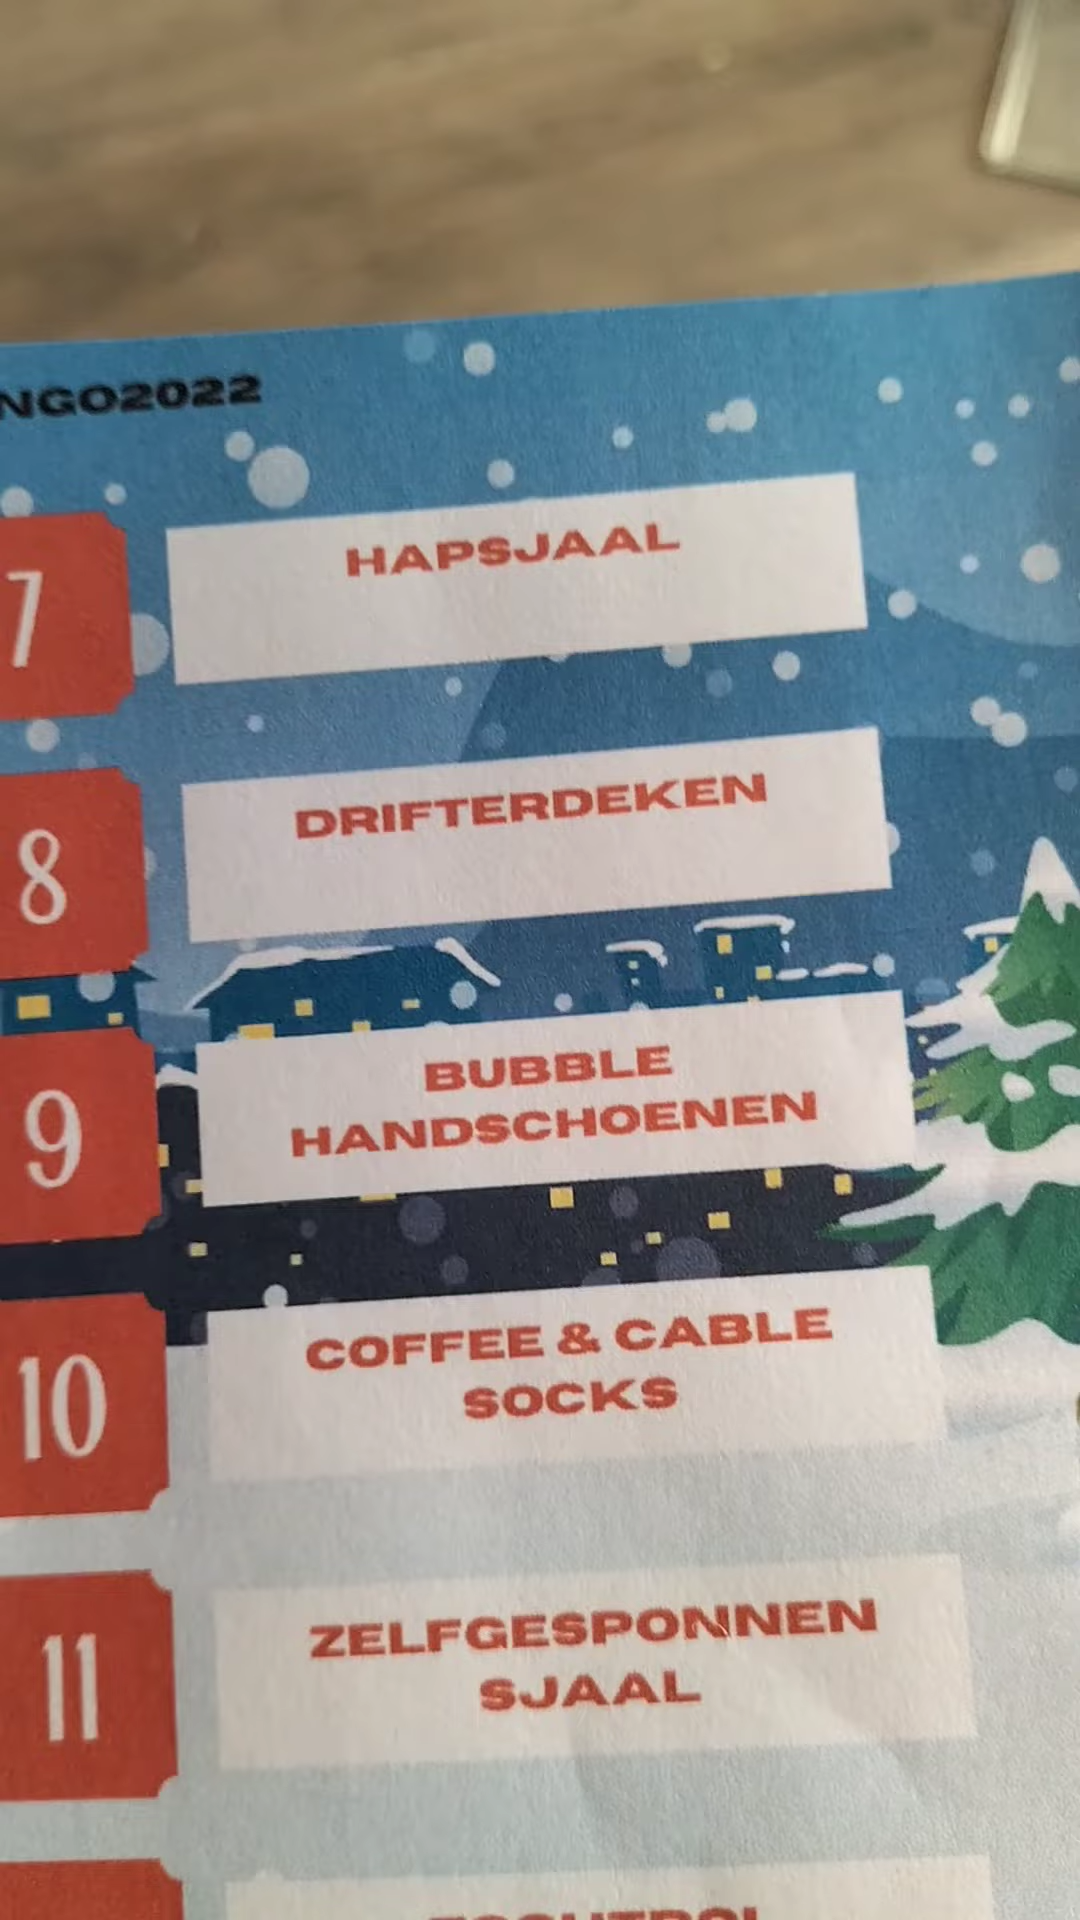 NGO2022
7
HAPSJAAL
8
DRIFTERDEKEN
9
BUBBLE
HANDSCHOENEN
10
COFFEE & CABLE
SOCKS
11
ZELFGESPONNEN
SJAAL